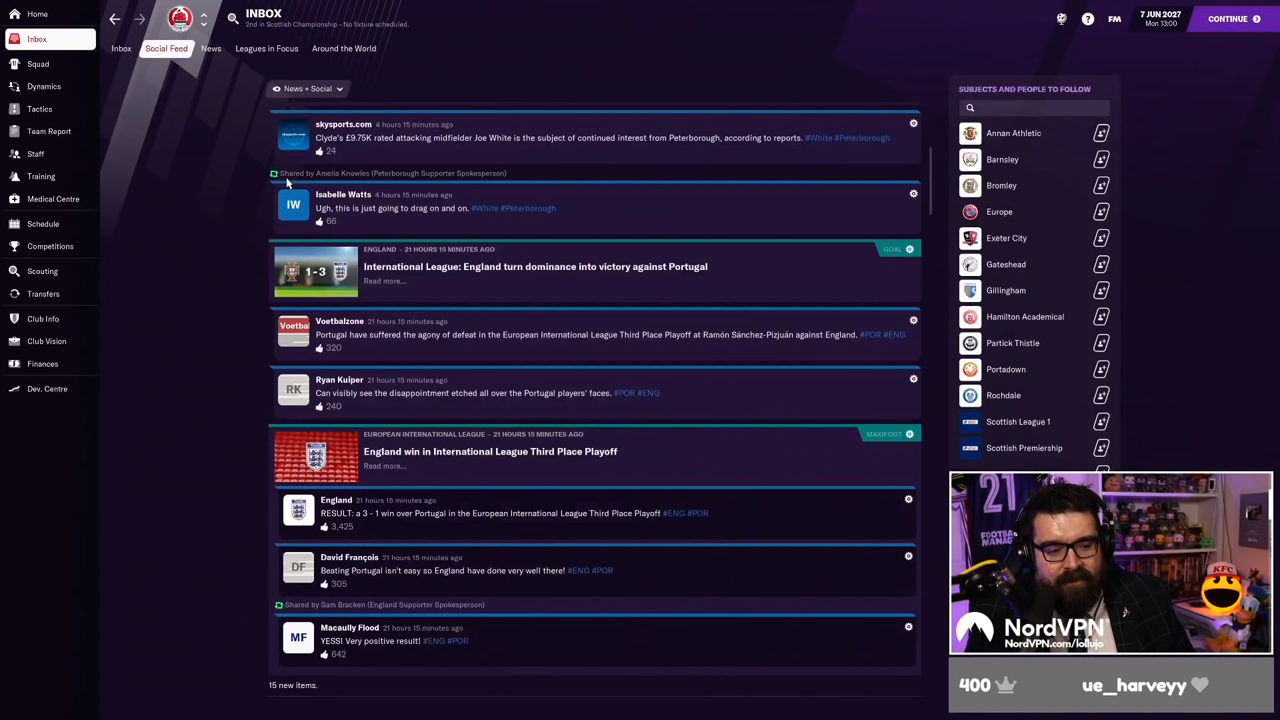 Home
INBOX
2nd in Scottish Championship - No fixture scheduled.
FM
7 JUN 2027
Mon 13:00
CONTINUE
Inbox
Squad
Dynamics
Tactics
Team Report
Staff
Training
Medical Centre
Schedule
Competitions
Scouting
Transfers
Club Info
Club Vision
Finances
Dev. Centre
Inbox
Social Feed
News
Leagues in Focus
Around the World
News + Social
skysports.com 4 hours 15 minutes ago
Clyde's £9.75K rated attacking midfielder Joe White is the subject of continued interest from Peterborough, according to reports. #White #Peterborough
24
Shared by Amelia Knowles (Peterborough Supporter Spokesperson)
IW
Isabelle Watts 4 hours 15 minutes ago
Ugh, this is just going to drag on and on. #White #Peterborough
66
ENGLAND - 21 HOURS 15 MINUTES AGO
GOAL
1-3
International League: England turn dominance into victory against Portugal
Read more...
Voetbal
Voetbalzone 21 hours 15 minutes ago
Portugal have suffered the agony of defeat in the European International League Third Place Playoff at Ramón Sánchez-Pizjuán against England. #POR #ENG
320
RK
Ryan Kuiper 21 hours 15 minutes ago
Can visibly see the disappointment etched all over the Portugal players' faces. #POR #ENG
240
EUROPEAN INTERNATIONAL LEAGUE - 21 HOURS 15 MINUTES AGO
MAXIFOOT
England win in International League Third Place Playoff
Read more...
England 21 hours 15 minutes ago
RESULT: a 3 - 1 win over Portugal in the European International League Third Place Playoff #ENG #POR
3,425
DF
David François 21 hours 15 minutes ago
Beating Portugal isn't easy so England have done very well there! #ENG #POR
305
Shared by Sam Bracken (England Supporter Spokesperson)
MF
Macaully Flood 21 hours 15 minutes ago
YESS! Very positive result! #ENG #POR
642
15 new items.
SUBJECTS AND PEOPLE TO FOLLOW
Annan Athletic
Barnsley
Bromley
Europe
Exeter City
Gateshead
Gillingham
Hamilton Academical
Partick Thistle
Portadown
Rochdale
Scottish League 1
Scottish Premiership
21
KFC
NordVPN®
NordVPN.com/lollujo
400
ue_harveyy